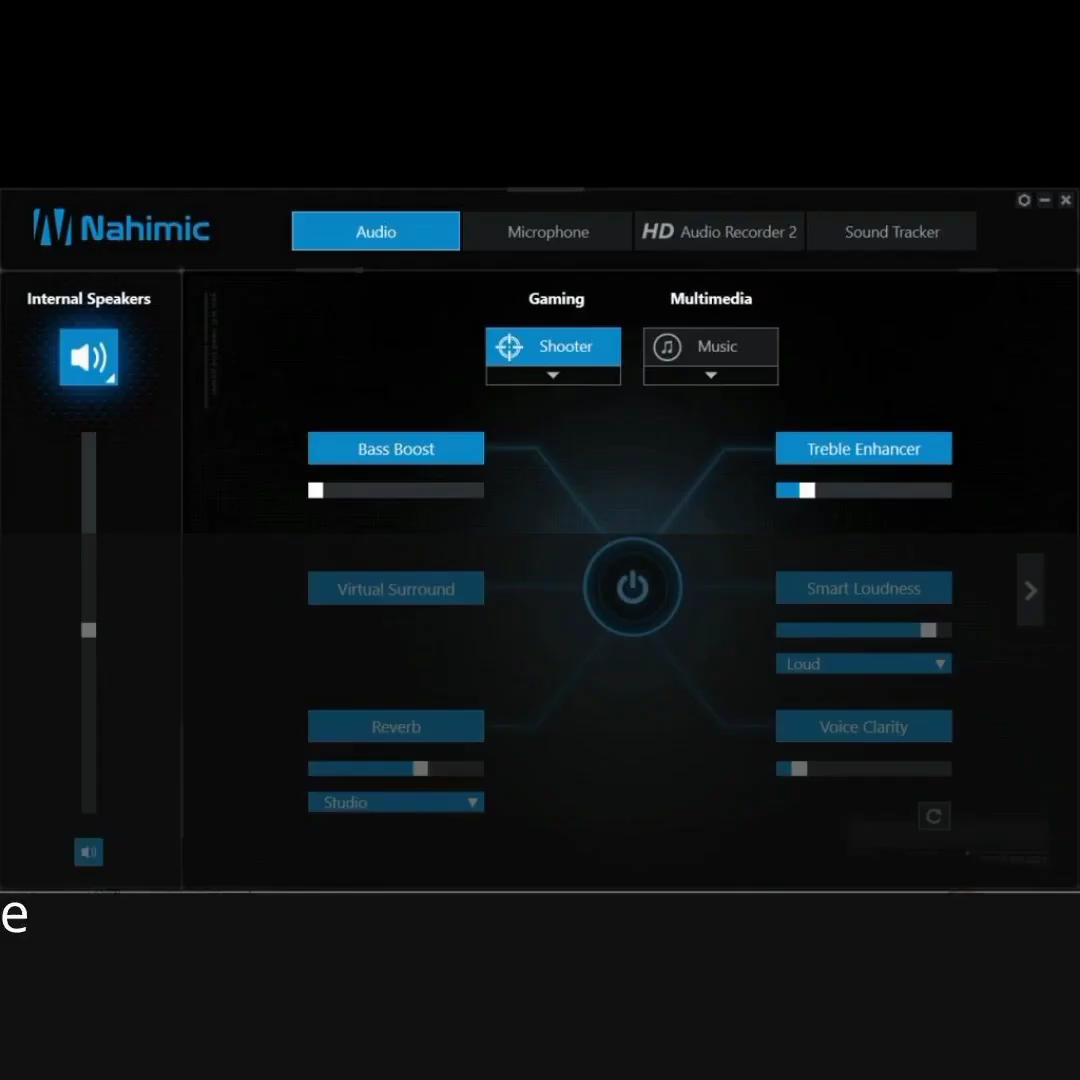 Nahimic
Audio
Microphone
HD Audio Recorder 2
Sound Tracker
Internal Speakers
Gaming
Multimedia
Shooter
Music
Bass Boost
Treble Enhancer
Virtual Surround
Smart Loudness
Loud
Reverb
Voice Clarity
Studio
e